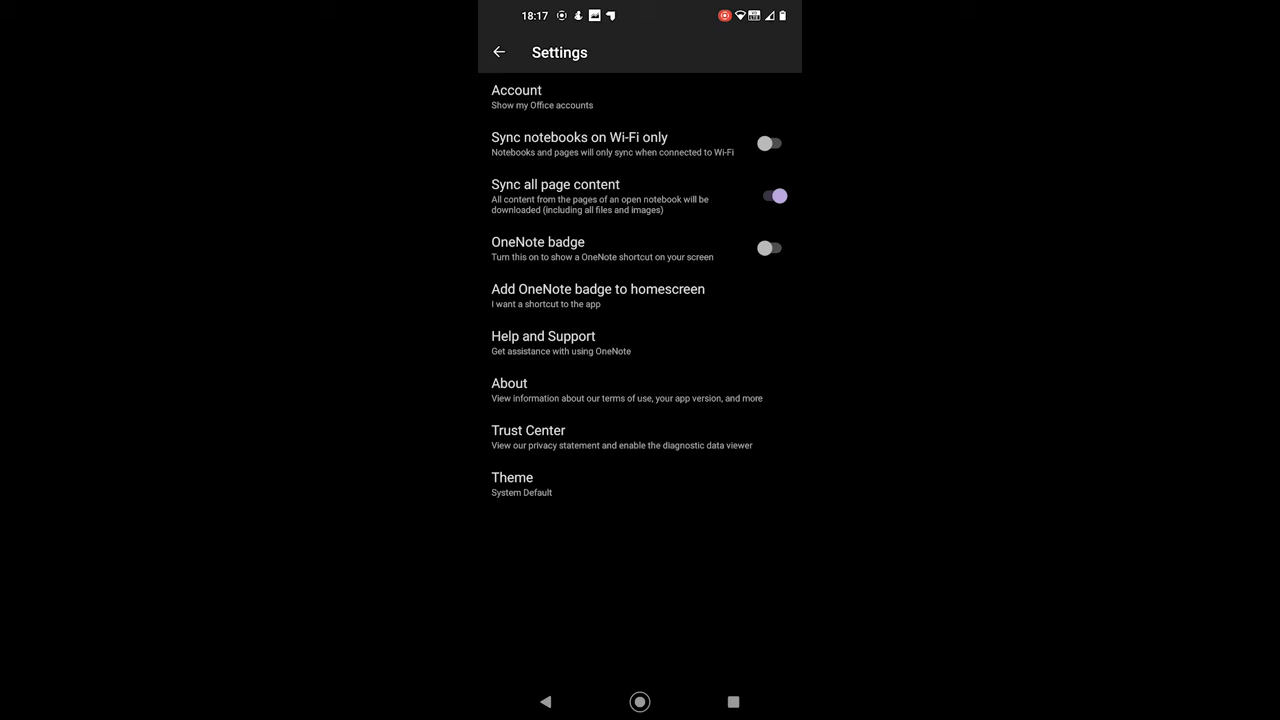 18:17
Settings
Account
Show my Office accounts
Sync notebooks on Wi-Fi only
Notebooks and pages will only sync when connected to Wi-Fi
Sync all page content
All content from the pages of an open notebook will be
downloaded (including all files and images)
OneNote badge
Turn this on to show a OneNote shortcut on your screen
Add OneNote badge to homescreen
I want a shortcut to the app
Help and Support
Get assistance with using OneNote
About
View information about our terms of use, your app version, and more
Trust Center
View our privacy statement and enable the diagnostic data viewer
Theme
System Default